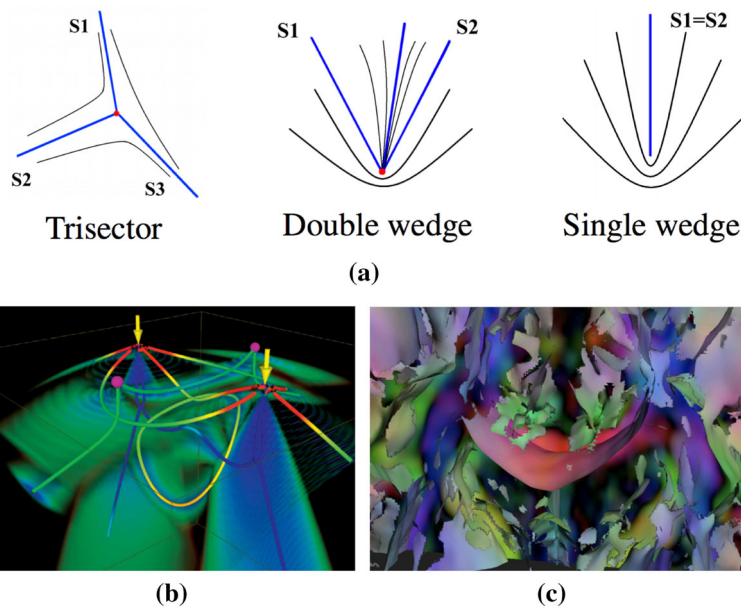 S1
S2
S3
Trisector
S1
S2
Double wedge
S1=S2
Single wedge
(a)
(b)
(c)